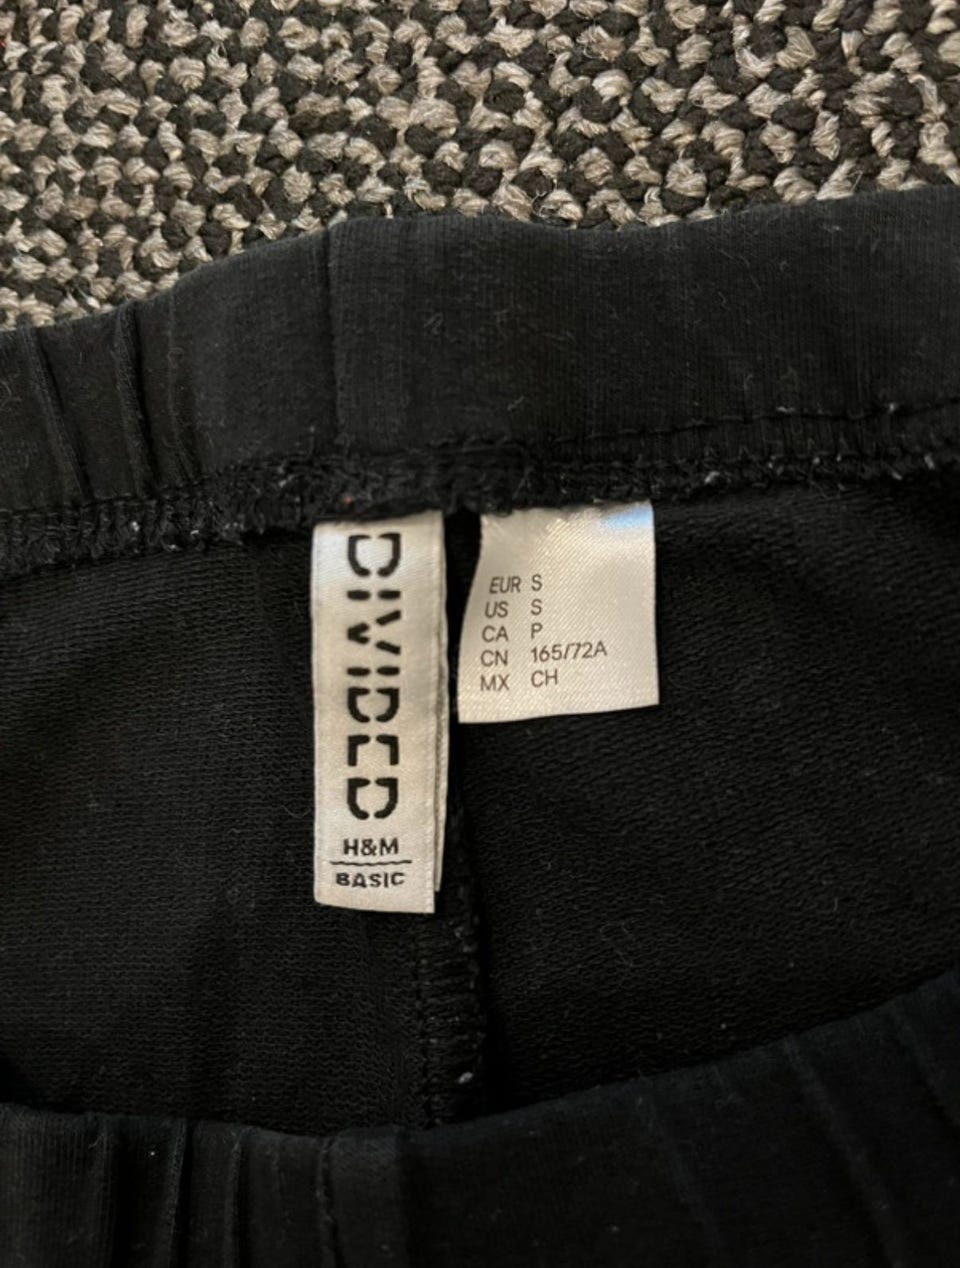 DIVIDED
H&M
BASIC
EUR S
US S
CA P
CN 165/72A
MX CH